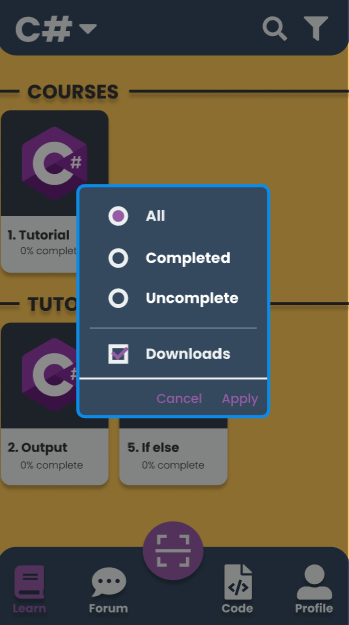 C#
COURSES
C#
1. Tutorial
0% complet
All
Completed
Uncomplete
Downloads
Cancel Apply
TUTO
C#
2. Output
0% complete
5. If else
0% complete
Learn
Forum
</>
Code
Profile